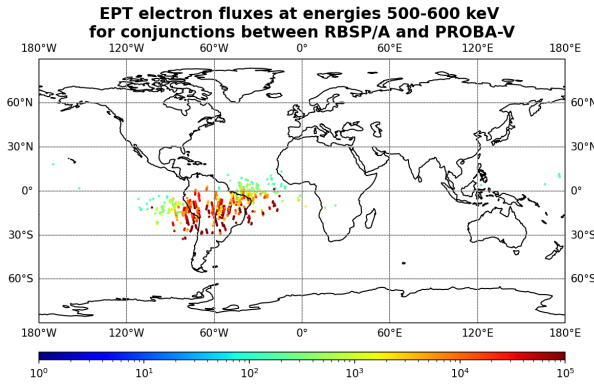 EPT electron fluxes at energies 500-600 keV
for conjunctions between RBSP/A and PROBA-V
180°W 120°W 60°W 0° 60°E 120°E 180°E
60°N 60°N
30°N 30°N
0° 0°
30°S 30°S
60°S 60°S
180°W 120°W 60°W 0° 60°E 120°E 180°E
10⁰ 10¹ 10² 10³ 10⁴ 10⁵